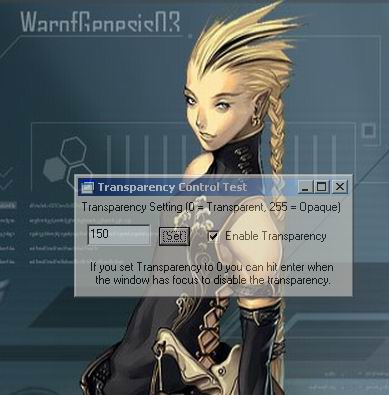 WarofGenesis03
Transparency Control Test
Transparency Setting (0 = Transparent, 255 = Opaque)
150
Set
Enable Transparency
If you set Transparency to 0 you can hit enter when
the window has focus to disable the transparency.